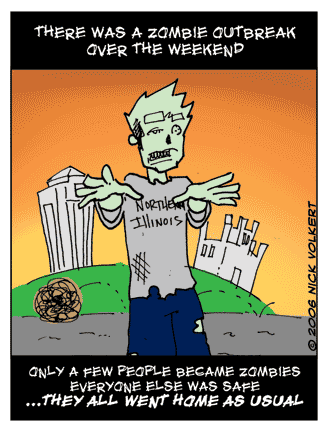 THERE WAS A ZOMBIE OUTBREAK
OVER THE WEEKEND
NORTHERN
ILLINOIS
© 2006 NICK VOLKERT
ONLY A FEW PEOPLE BECAME ZOMBIES
EVERYONE ELSE WAS SAFE
...THEY ALL WENT HOME AS USUAL